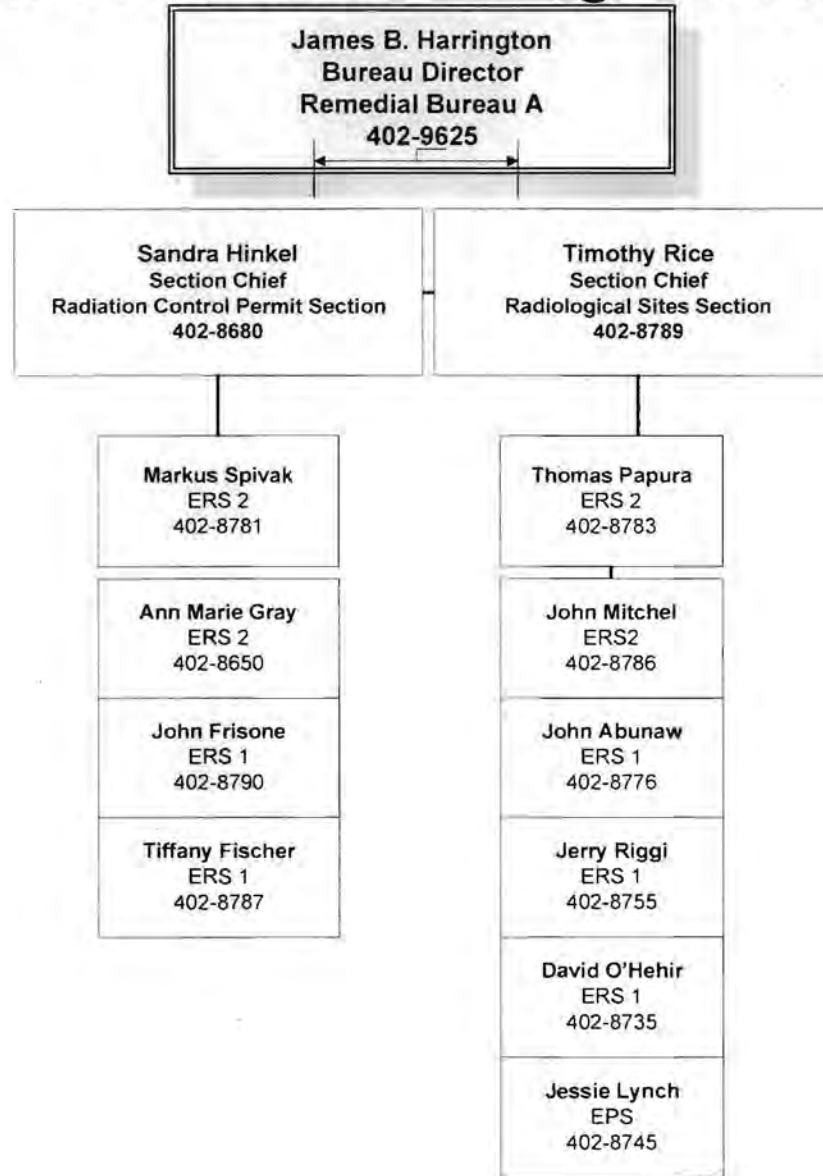 James B. Harrington
Bureau Director
Remedial Bureau A
402-9625
Sandra Hinkel
Section Chief
Radiation Control Permit Section
402-8680
Timothy Rice
Section Chief
Radiological Sites Section
402-8789
Markus Spivak
ERS 2
402-8781
Ann Marie Gray
ERS 2
402-8650
John Frisone
ERS 1
402-8790
Tiffany Fischer
ERS 1
402-8787
Thomas Papura
ERS 2
402-8783
John Mitchel
ERS2
402-8786
John Abunaw
ERS 1
402-8776
Jerry Riggi
ERS 1
402-8755
David O'Hehir
ERS 1
402-8735
Jessie Lynch
EPS
402-8745